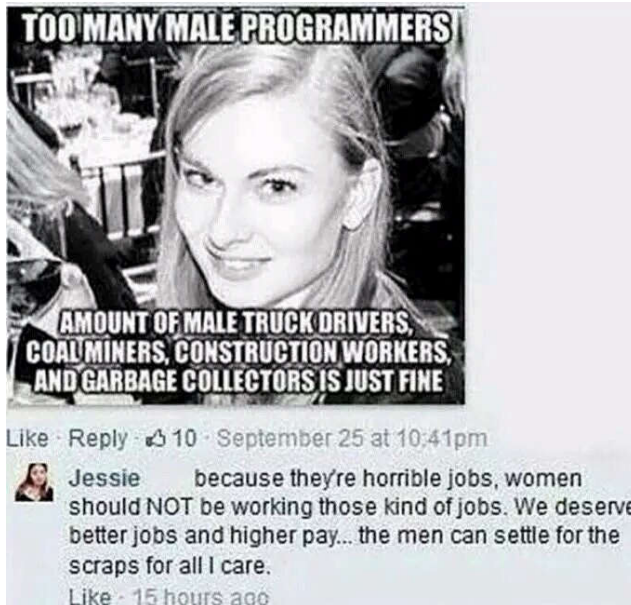 TOO MANY MALE PROGRAMMERS
AMOUNT OF MALE TRUCK DRIVERS,
COAL MINERS, CONSTRUCTION WORKERS,
AND GARBAGE COLLECTORS IS JUST FINE
Like · Reply · 10 · September 25 at 10:41pm
Jessie because they're horrible jobs, women
should NOT be working those kind of jobs. We deserve
better jobs and higher pay... the men can settle for the
scraps for all I care.
Like · 15 hours ago